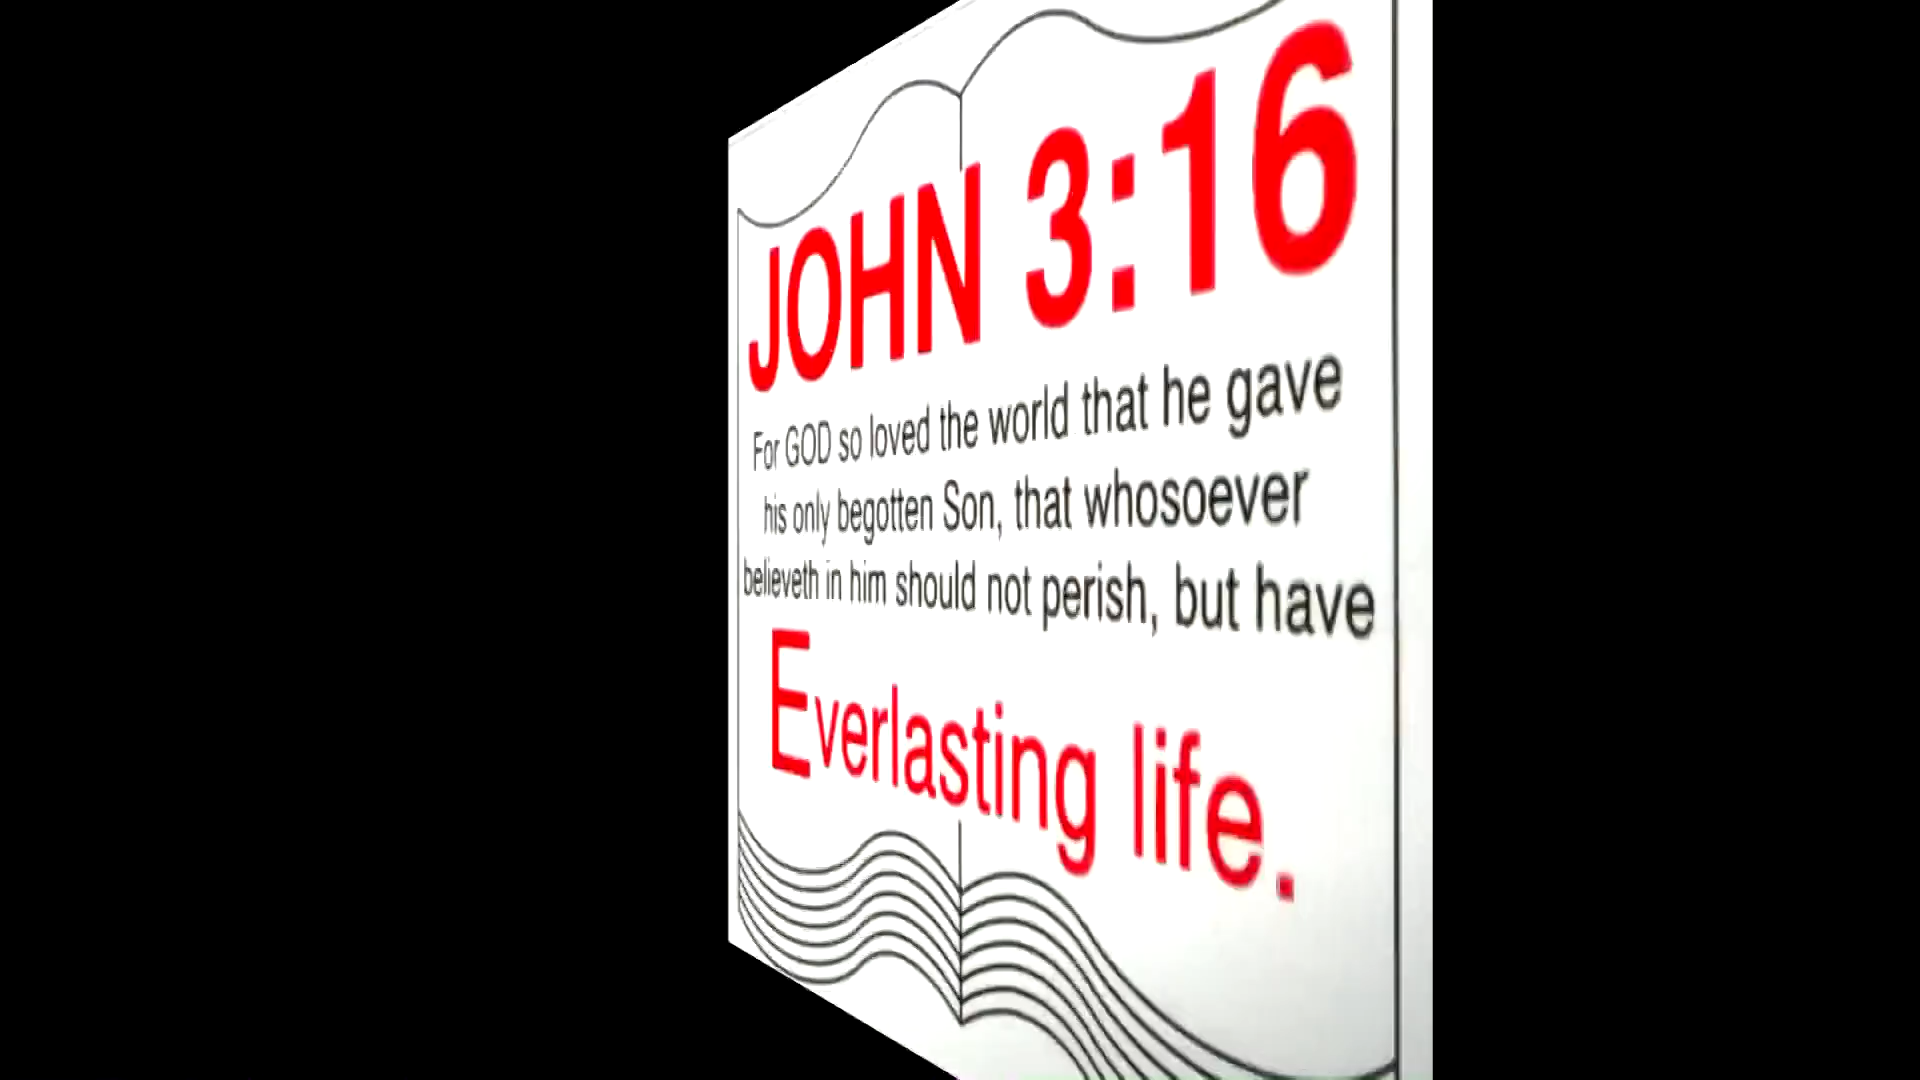 JOHN 3:16
For GOD so loved the world that he gave
his only begotten Son, that whosoever
believeth in him should not perish, but have
Everlasting life.